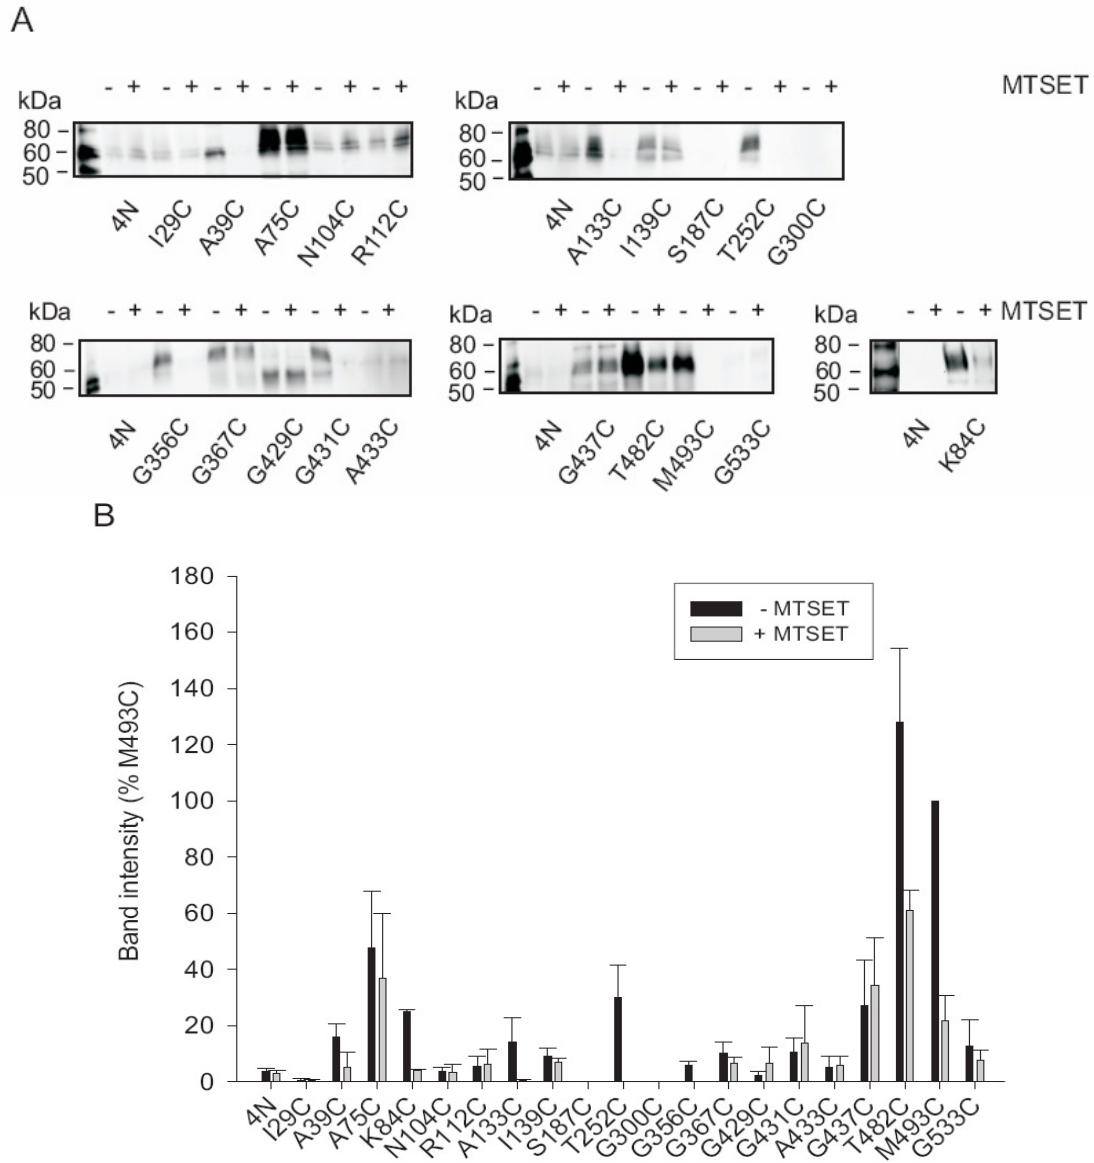 A
- + - + - + - + - + - +
- + - + - + - + - + - +
MTSET
kDa
80
60
50
4N I29C A39C A75C N104C R112C
kDa
80
60
50
4N A133C I139C S187C T252C G300C
- + - + - + - + - + - +
- + - + - + - + - +
- + - +
MTSET
kDa
80
60
50
4N G356C G367C G429C G431C A433C
kDa
80
60
50
4N G437C T482C M493C G533C
kDa
80
60
50
4N K84C
B
Band intensity (% M493C)
180
160
140
120
100
80
60
40
20
0
- MTSET
+ MTSET
4N I29C A39C A75C K84C N104C R112C A133C I139C S187C T252C G300C G356C G367C G429C G431C A433C G437C T482C M493C G533C